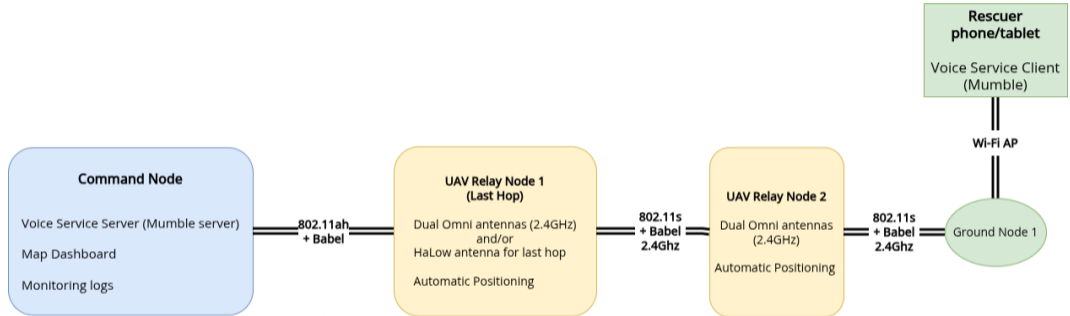 Rescuer
phone/tablet
Voice Service Client
(Mumble)
Wi-Fi AP
Command Node
Voice Service Server (Mumble server)
Map Dashboard
Monitoring logs
802.11ah
+ Babel
UAV Relay Node 1
(Last Hop)
Dual Omni antennas (2.4GHz)
and/or
HaLow antenna for last hop
Automatic Positioning
802.11s
+ Babel
2.4Ghz
UAV Relay Node 2
Dual Omni antennas
(2.4GHz)
Automatic Positioning
802.11s
+ Babel
2.4Ghz
Ground Node 1